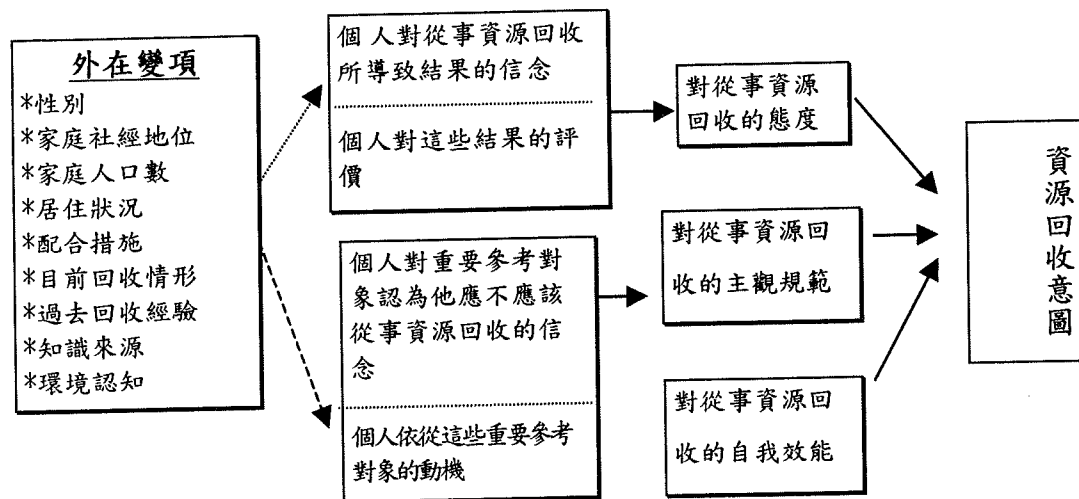 外在變項
*性別
*家庭社經地位
*家庭人口數
*居住狀況
*配合措施
*目前回收情形
*過去回收經驗
*知識來源
*環境認知
個人對從事資源回收
所導致結果的信念
個人對這些結果的評
價
個人對重要參考對
象認為他應不應該
從事資源回收的信
念
個人依從這些重要參考
對象的動機
對從事資源
回收的態度
對從事資源回
收的主觀規範
對從事資源回
收的自我效能
資源回收意圖